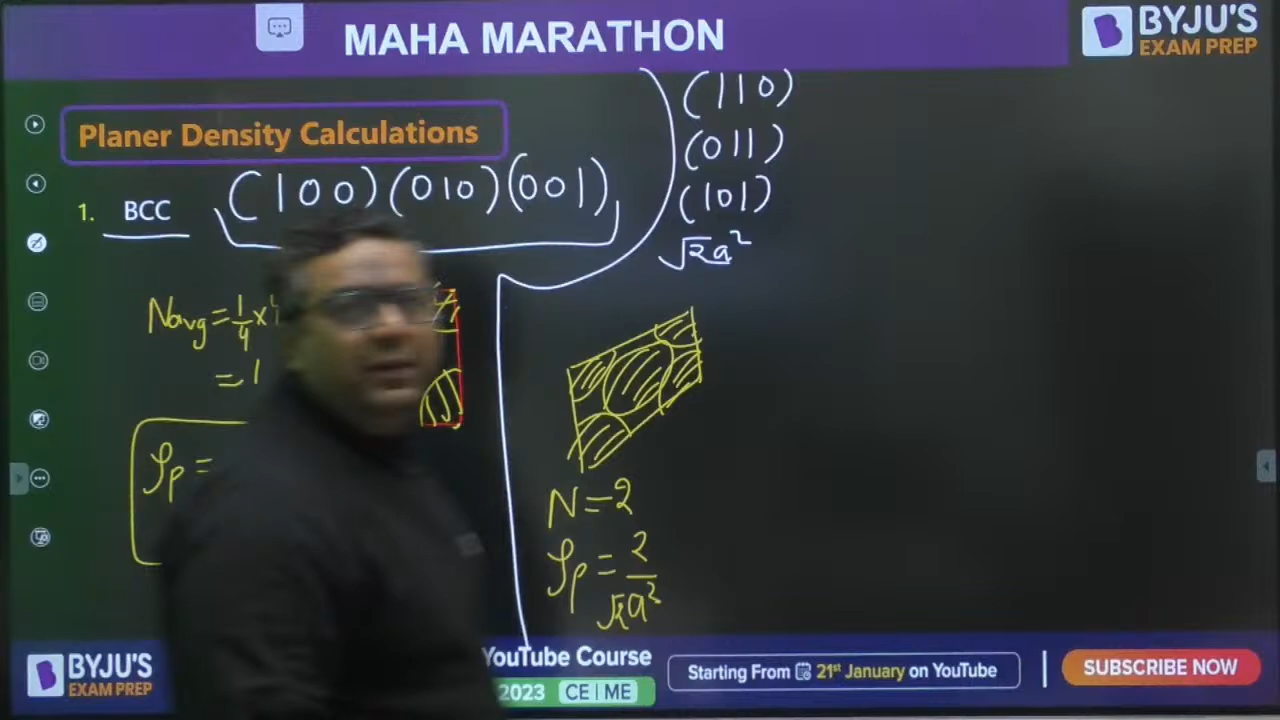 MAHA MARATHON
BYJU'S
EXAM PREP
Planer Density Calculations
1. BCC
(100) (010) (001)
(110)
(011)
(101)
√2a²
Navg = 1/4 ×
= 1
ρp =
N = 2
ρp = 2/√2a²
BYJU'S
EXAM PREP
YouTube Course
2023 CE | ME
Starting From 21st January on YouTube
SUBSCRIBE NOW